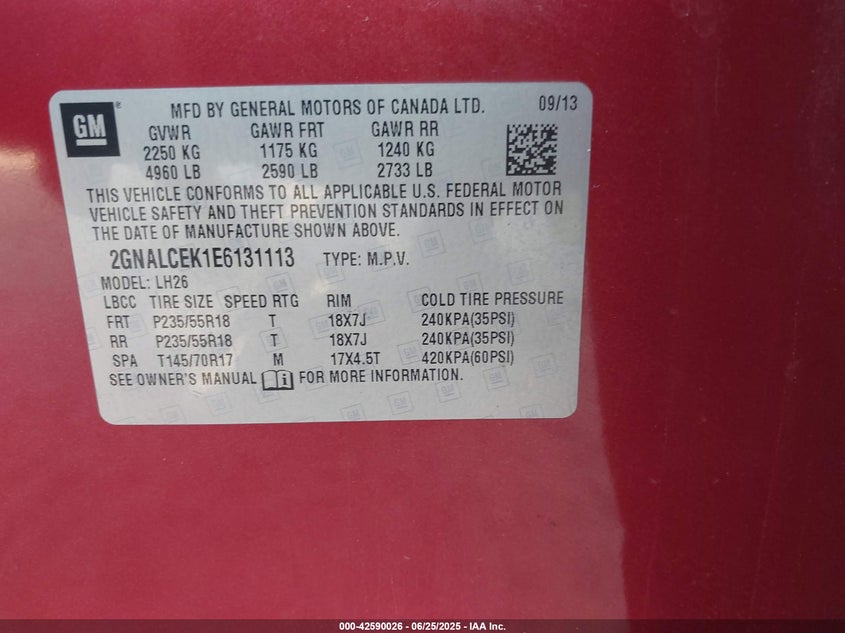 GM ® MFD BY GENERAL MOTORS OF CANADA LTD. 09/13
GVWR GAWR FRT GAWR RR
2250 KG 1175 KG 1240 KG
4960 LB 2590 LB 2733 LB
THIS VEHICLE CONFORMS TO ALL APPLICABLE U.S. FEDERAL MOTOR
VEHICLE SAFETY AND THEFT PREVENTION STANDARDS IN EFFECT ON
THE DATE OF MANUFACTURE SHOWN ABOVE.
2GNALCEK1E6131113 TYPE: M.P.V.
MODEL: LH26
LBCC TIRE SIZE SPEED RTG RIM COLD TIRE PRESSURE
FRT P235/55R18 T 18X7J 240KPA(35PSI)
RR P235/55R18 T 18X7J 240KPA(35PSI)
SPA T145/70R17 M 17X4.5T 420KPA(60PSI)
SEE OWNER'S MANUAL i FOR MORE INFORMATION.
000-42590026 - 06/25/2025 - IAA Inc.